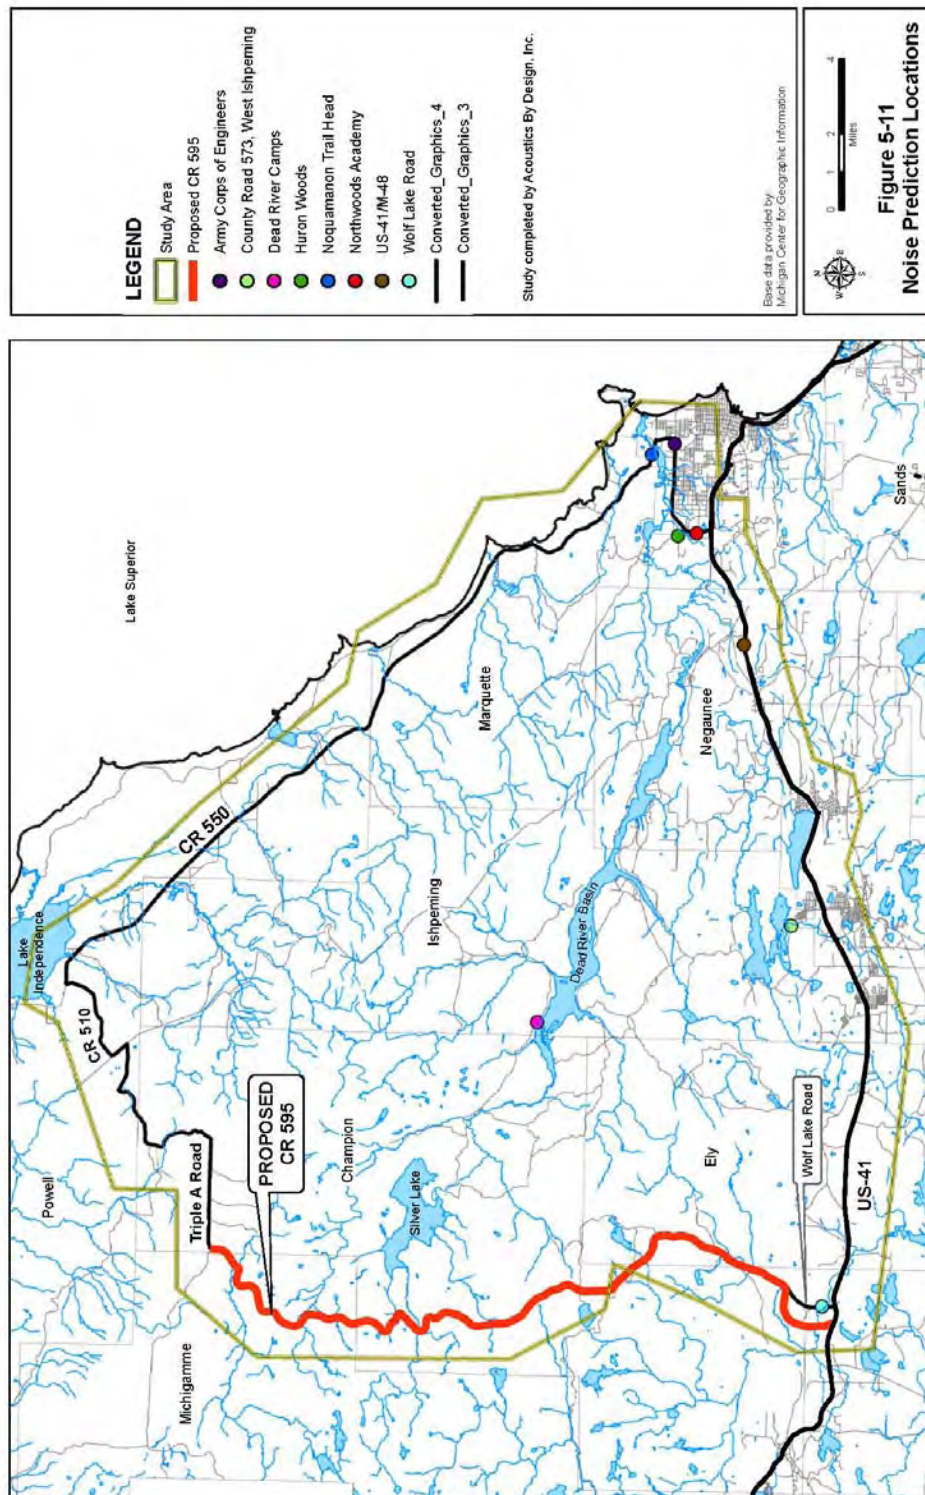 LEGEND
Study Area
Proposed CR 595
Army Corps of Engineers
County Road 573, West Ishpeming
Dead River Camps
Huron Woods
Noquamanon Trail Head
Northwoods Academy
US-41/M-48
Wolf Lake Road
Converted_Graphics_4
Converted_Graphics_3
Study completed by Acoustics By Design, Inc.
Base data provided by
Michigan Center for Geographic Information
N
E
S
W
0 2 4
Miles
Figure 5-11
Noise Prediction Locations
Lake Superior
Lake
Independence
Powell
CR 510
CR 550
Triple A Road
PROPOSED
CR 595
Michigamme
Champion
Silver Lake
Ishpeming
Marquette
Dead River Basin
Negaunee
Ely
Wolf Lake Road
US-41
Sands